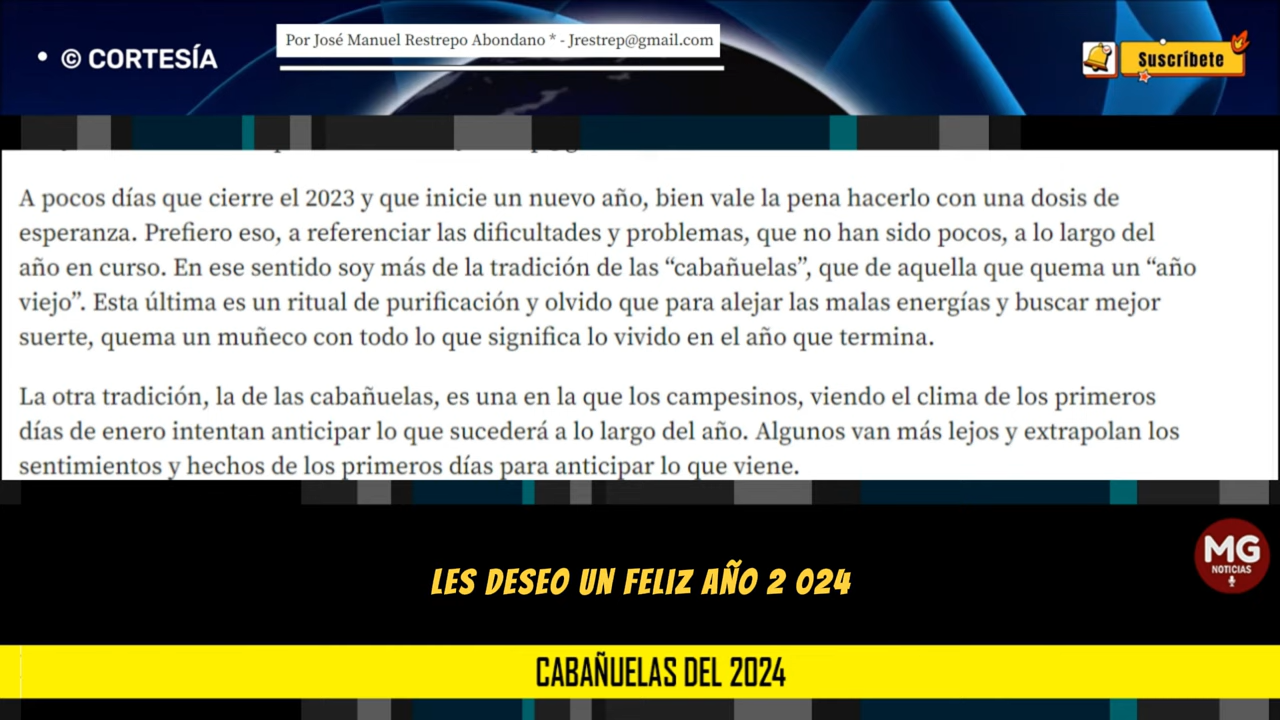 • © CORTESÍA
Por José Manuel Restrepo Abondano * - Jrestrep@gmail.com
Suscríbete
A pocos días que cierre el 2023 y que inicie un nuevo año, bien vale la pena hacerlo con una dosis de
esperanza. Prefiero eso, a referenciar las dificultades y problemas, que no han sido pocos, a lo largo del
año en curso. En ese sentido soy más de la tradición de las “cabañuelas”, que de aquella que quema un “año
viejo”. Esta última es un ritual de purificación y olvido que para alejar las malas energías y buscar mejor
suerte, quema un muñeco con todo lo que significa lo vivido en el año que termina.
La otra tradición, la de las cabañuelas, es una en la que los campesinos, viendo el clima de los primeros
días de enero intentan anticipar lo que sucederá a lo largo del año. Algunos van más lejos y extrapolan los
sentimientos y hechos de los primeros días para anticipar lo que viene.
MG
NOTICIAS
LES DESEO UN FELIZ AÑO 2 024
CABAÑUELAS DEL 2024